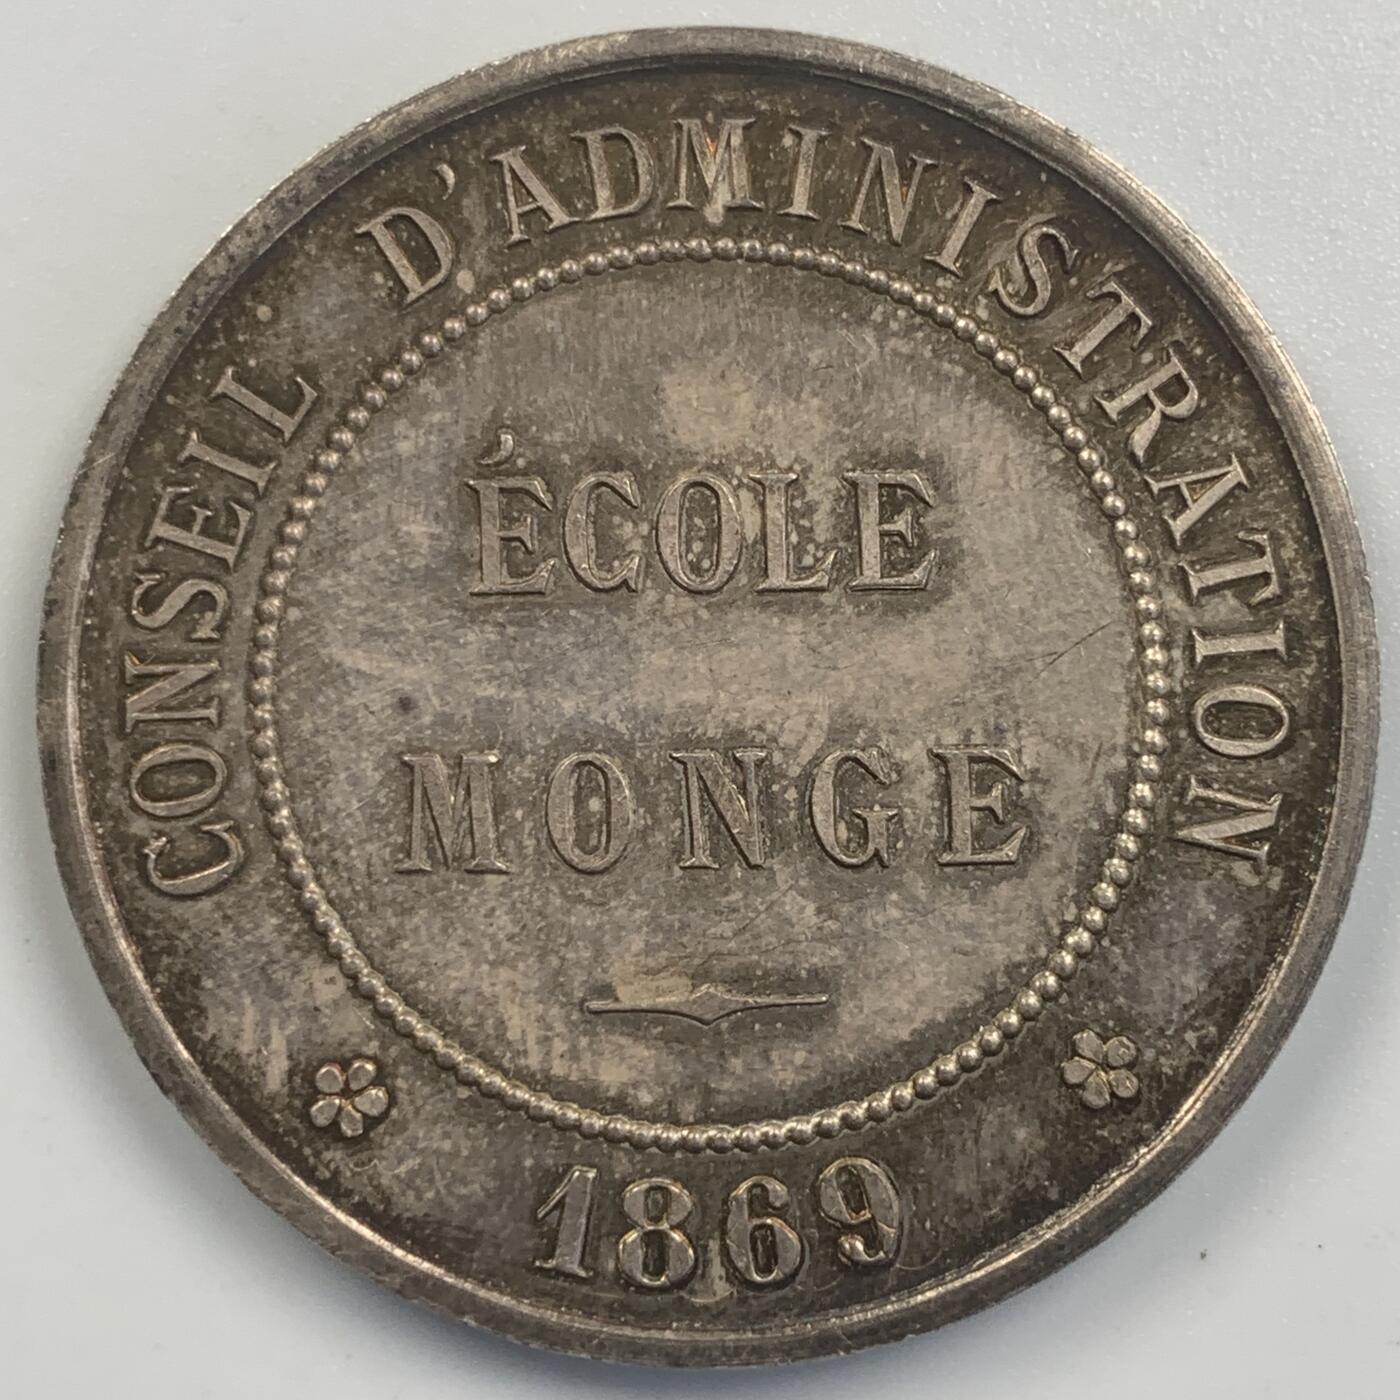 CONSEIL D'ADMINISTRATION
ÉCOLE
MONGE
1869